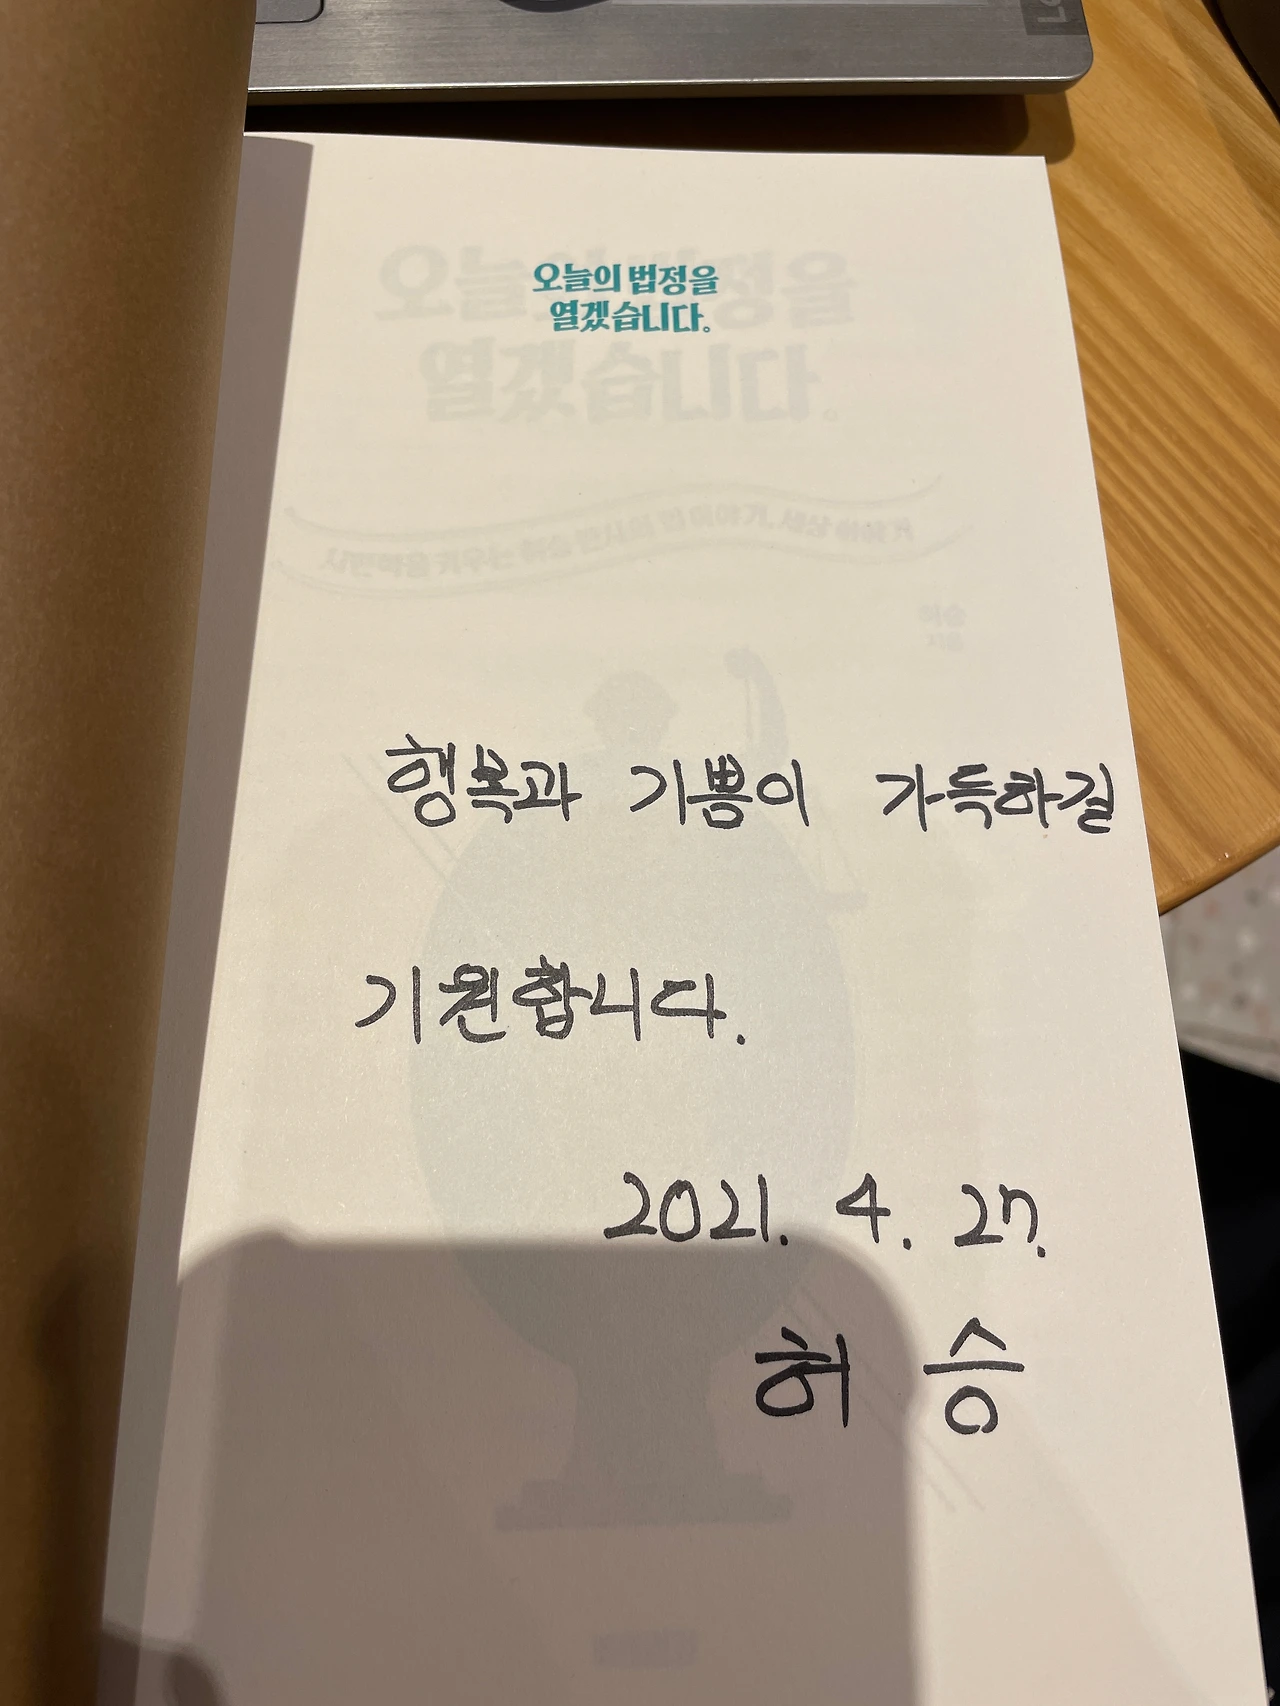 오늘의 법정을
열겠습니다.
행복과 기쁨이 가득하길
기원합니다.
2021. 4. 27.
허 승